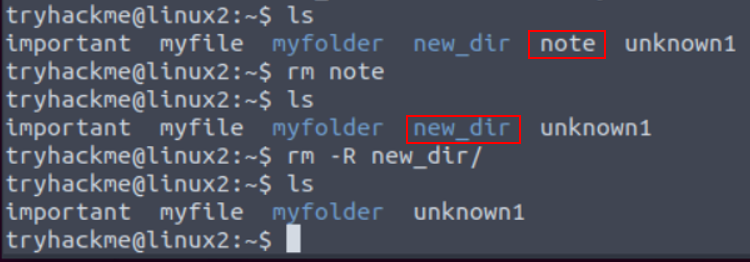 tryhackme@linux2:~$ ls
important myfile myfolder new_dir note unknown1
tryhackme@linux2:~$ rm note
tryhackme@linux2:~$ ls
important myfile myfolder new_dir unknown1
tryhackme@linux2:~$ rm -R new_dir/
tryhackme@linux2:~$ ls
important myfile myfolder unknown1
tryhackme@linux2:~$